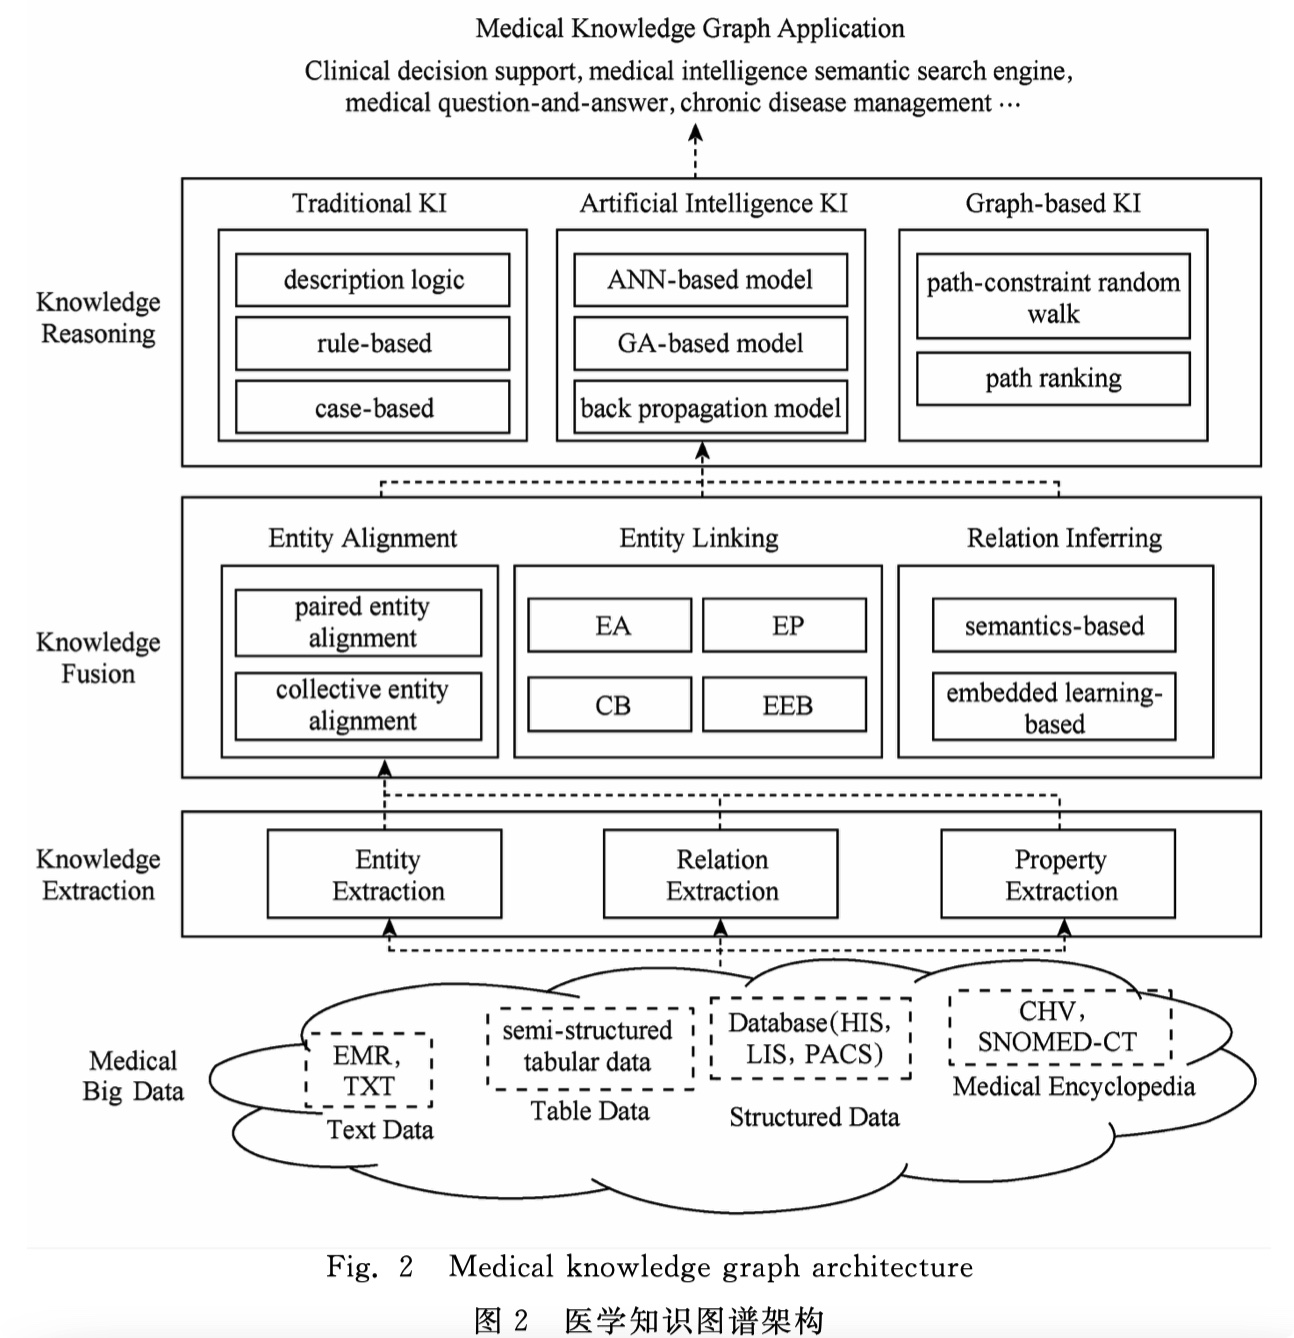 Medical Knowledge Graph Application
Clinical decision support, medical intelligence semantic search engine,
medical question-and-answer, chronic disease management ···
Knowledge
Reasoning
Traditional KI
description logic
rule-based
case-based
Artificial Intelligence KI
ANN-based model
GA-based model
back propagation model
Graph-based KI
path-constraint random
walk
path ranking
Knowledge
Fusion
Entity Alignment
paired entity
alignment
collective entity
alignment
Entity Linking
EA
EP
CB
EEB
Relation Inferring
semantics-based
embedded learning-
based
Knowledge
Extraction
Entity
Extraction
Relation
Extraction
Property
Extraction
Medical
Big Data
EMR,
TXT
Text Data
semi-structured
tabular data
Table Data
Database(HIS,
LIS, PACS)
Structured Data
CHV,
SNOMED-CT
Medical Encyclopedia
Fig. 2 Medical knowledge graph architecture
图 2 医学知识图谱架构